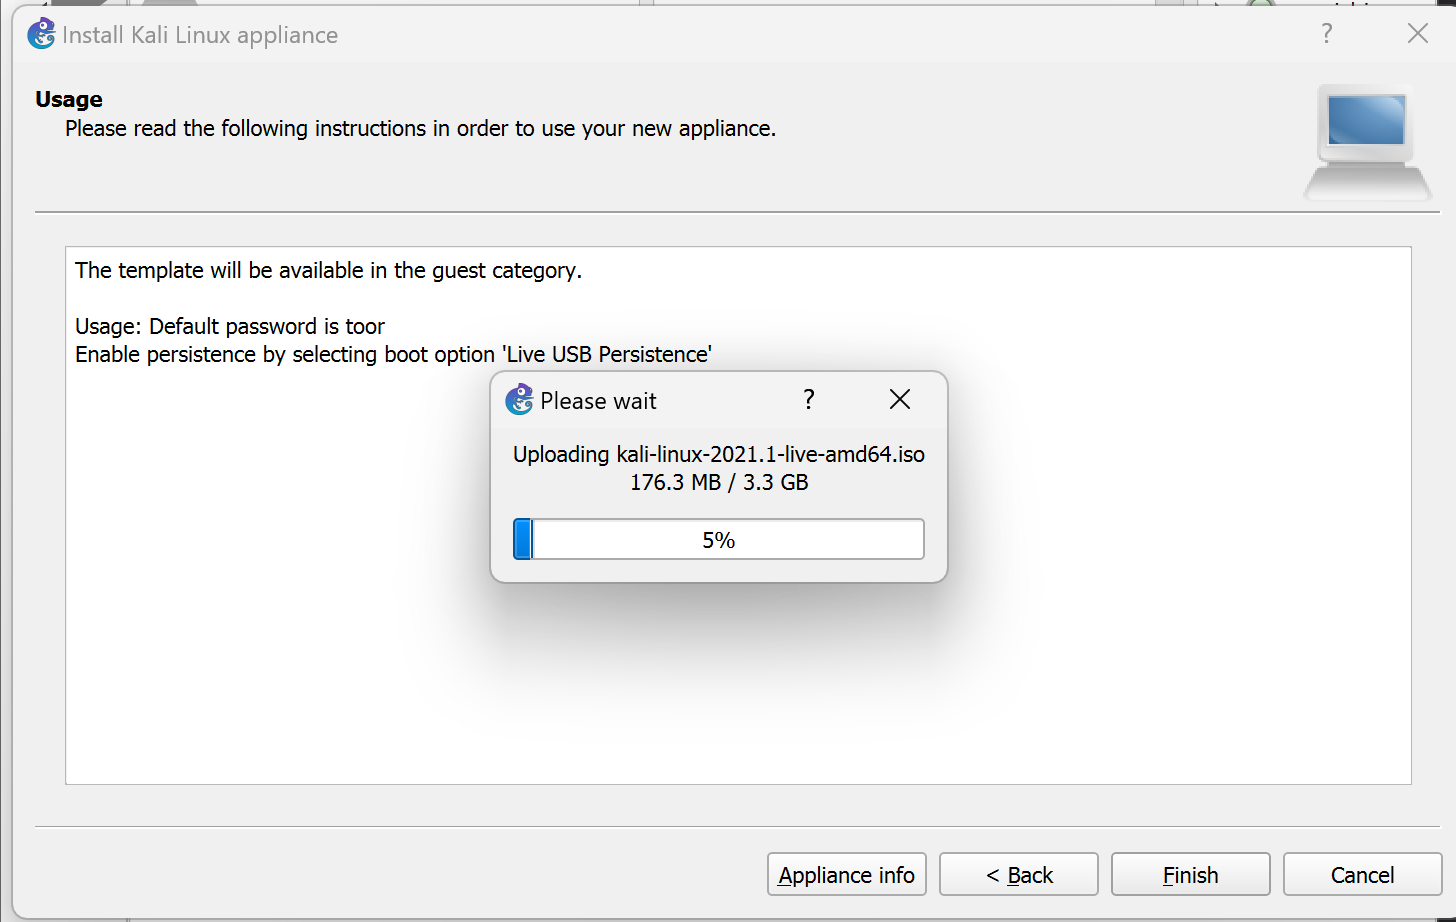 Install Kali Linux appliance
?
Usage
Please read the following instructions in order to use your new appliance.
The template will be available in the guest category.
Usage: Default password is toor
Enable persistence by selecting boot option 'Live USB Persistence'
Please wait
?
Uploading kali-linux-2021.1-live-amd64.iso
176.3 MB / 3.3 GB
5%
Appliance info
< Back
Finish
Cancel